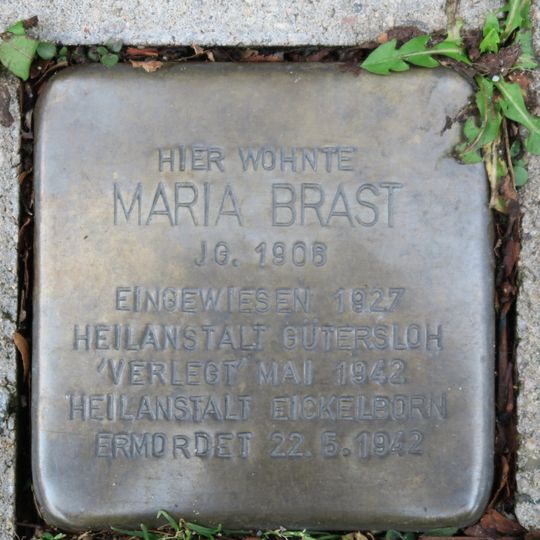 HIER WOHNTE
MARIA BRAST
JG. 1906
EINGEWIESEN 1927
HEILANSTALT GÜTERSLOH
'VERLEGT' MAI 1942
HEILANSTALT EICKELBORN
ERMORDET 22.5.1942